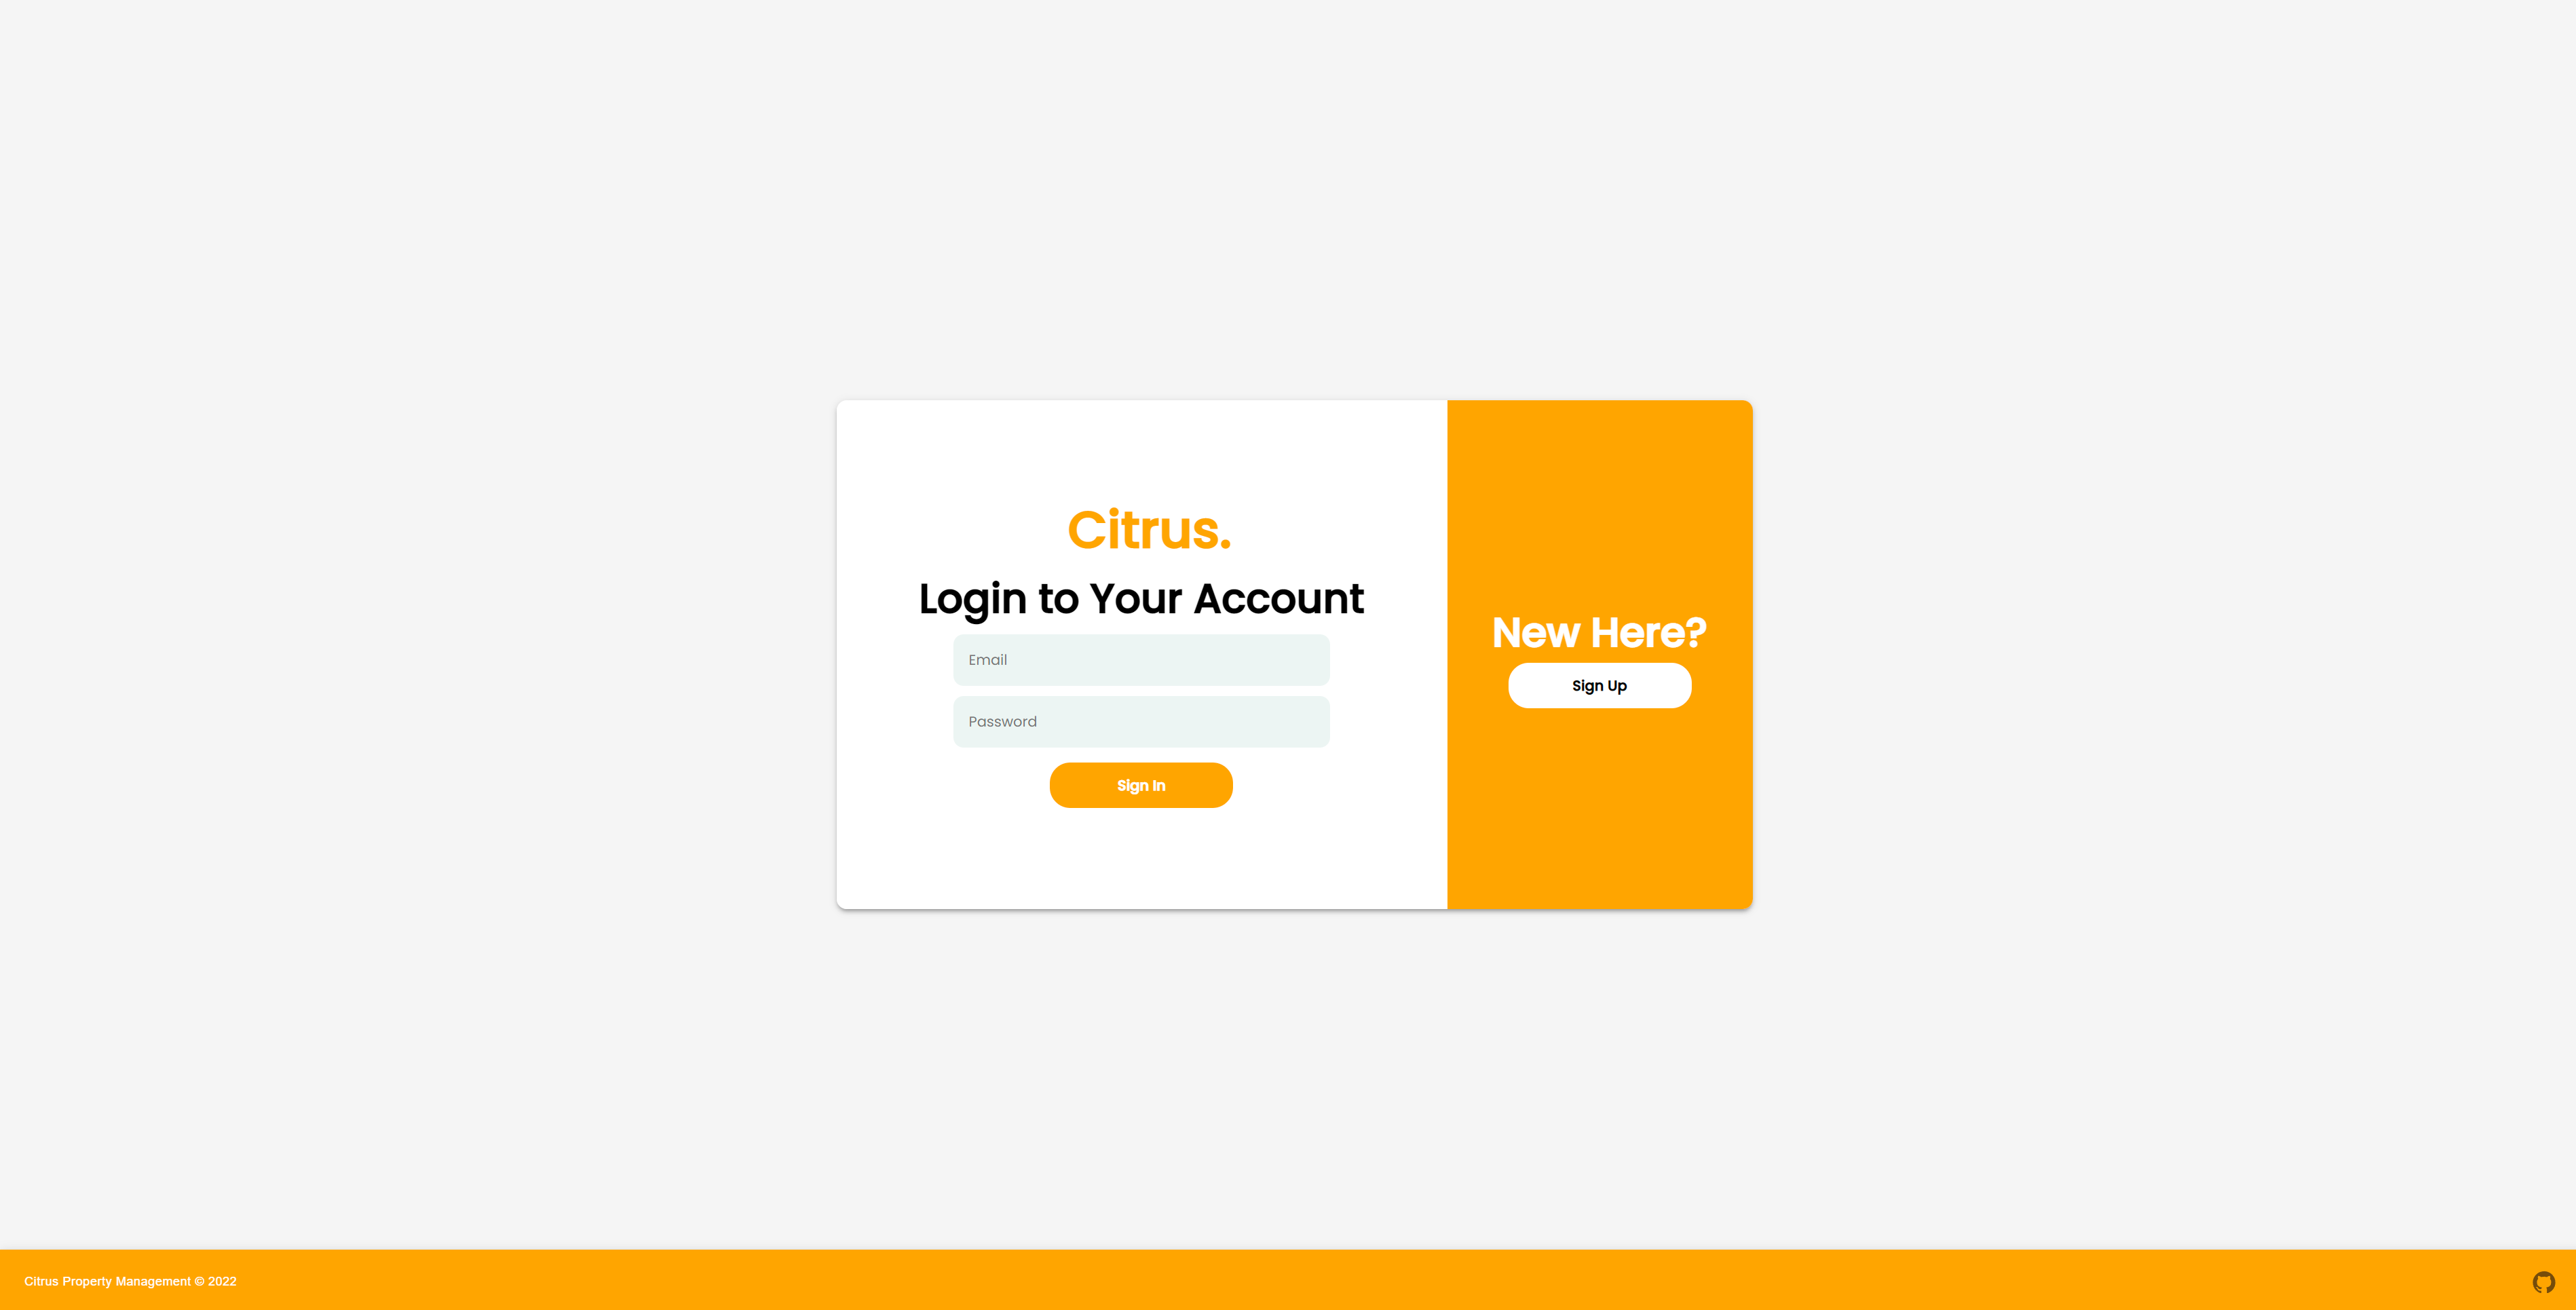 Citrus.
Login to Your Account
Email
Password
Sign In
New Here?
Sign Up
Citrus Property Management © 2022